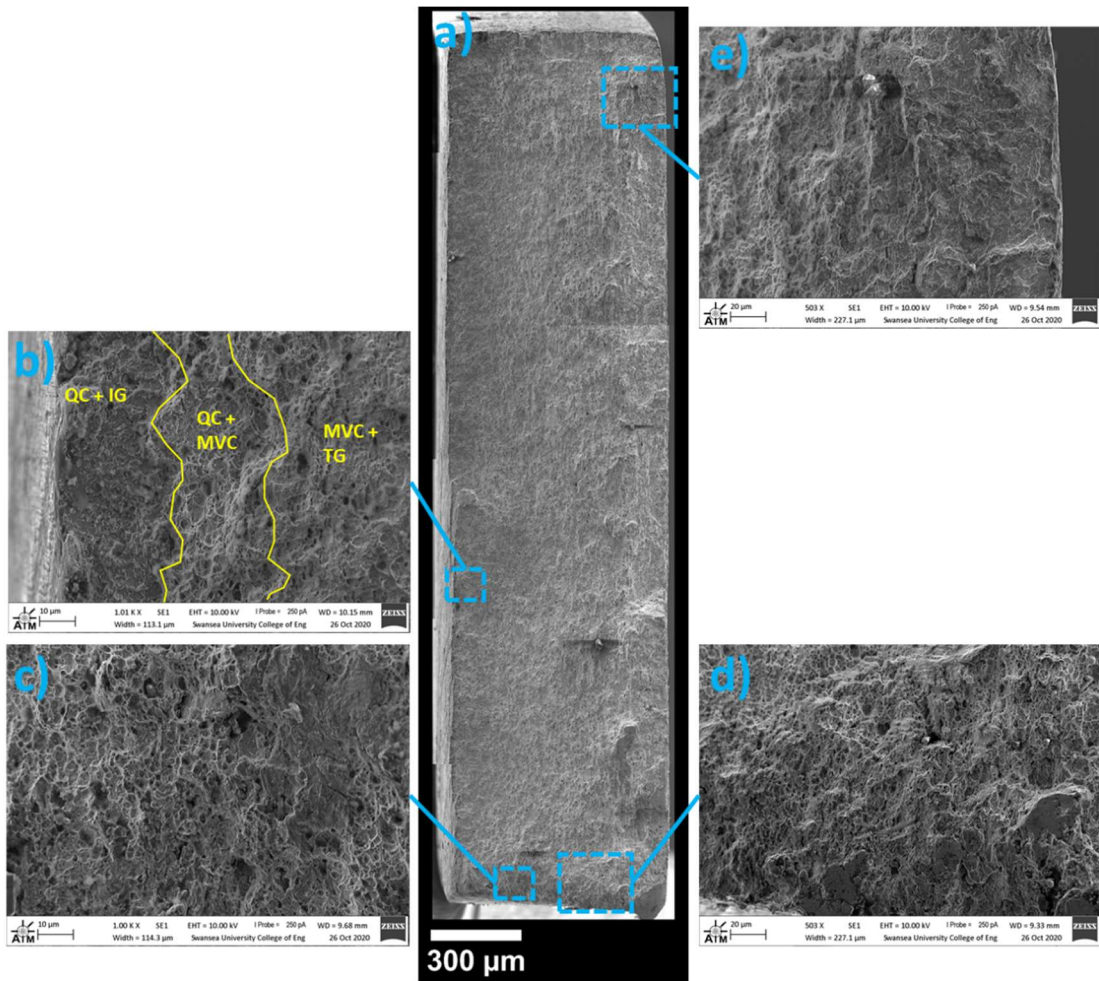 a)
300 µm
e)
20 µm
503 X SE1 EHT = 10.00 kV I Probe = 250 pA WD = 9.54 mm
ATM Width = 227.1 µm Swansea University College of Eng 26 Oct 2020 ZEISS
b)
QC + IG
QC +
MVC
MVC +
TG
10 µm
1.01 K X SE1 EHT = 10.00 kV I Probe = 250 pA WD = 10.15 mm
ATM Width = 113.1 µm Swansea University College of Eng 26 Oct 2020 ZEISS
c)
10 µm
1.00 K X SE1 EHT = 10.00 kV I Probe = 250 pA WD = 9.68 mm
ATM Width = 114.3 µm Swansea University College of Eng 26 Oct 2020 ZEISS
d)
20 µm
503 X SE1 EHT = 10.00 kV I Probe = 250 pA WD = 9.33 mm
ATM Width = 227.1 µm Swansea University College of Eng 26 Oct 2020 ZEISS